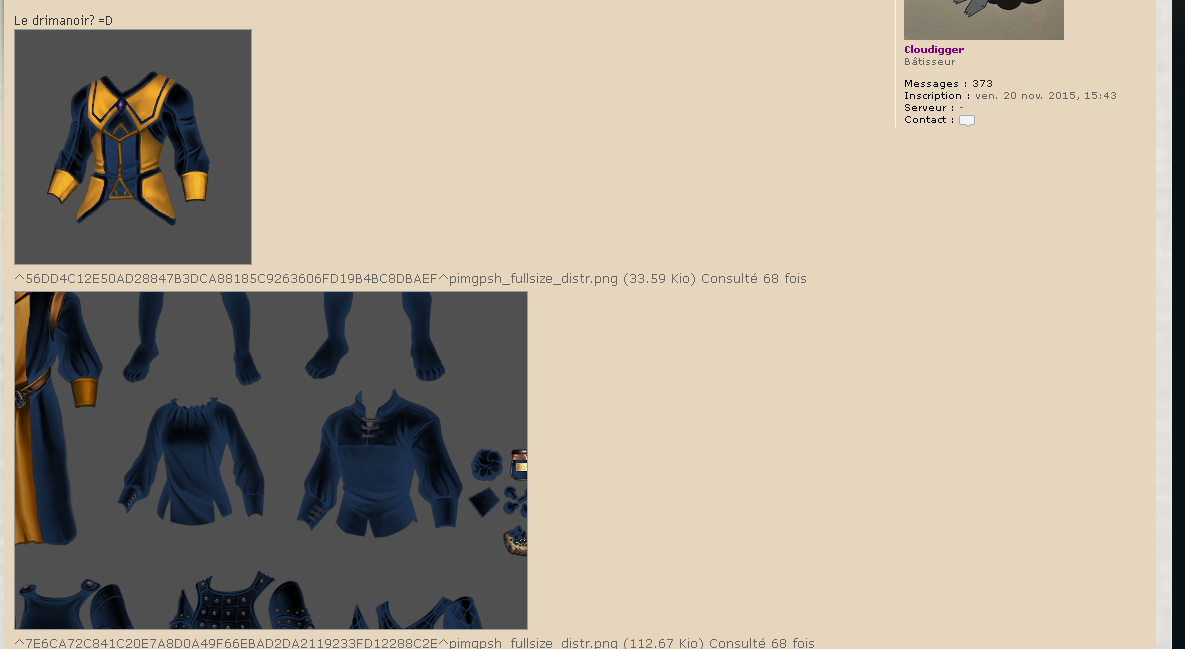 Le drimanoir? =D
^56DD4C12E50AD28847B3DCA88185C9263606FD19B4BC8DBAEF^pimgpsh_fullsize_distr.png (33.59 Kio) Consulté 68 fois
^7E6CA72C841C20E7A8D0A49F66EBAD2DA2119233FD12288C2E^pimgpsh_fullsize_distr.png (112.67 Kio) Consulté 68 fois
Cloudigger
Bâtisseur
Messages : 373
Inscription : ven. 20 nov. 2015, 15:43
Serveur : -
Contact :